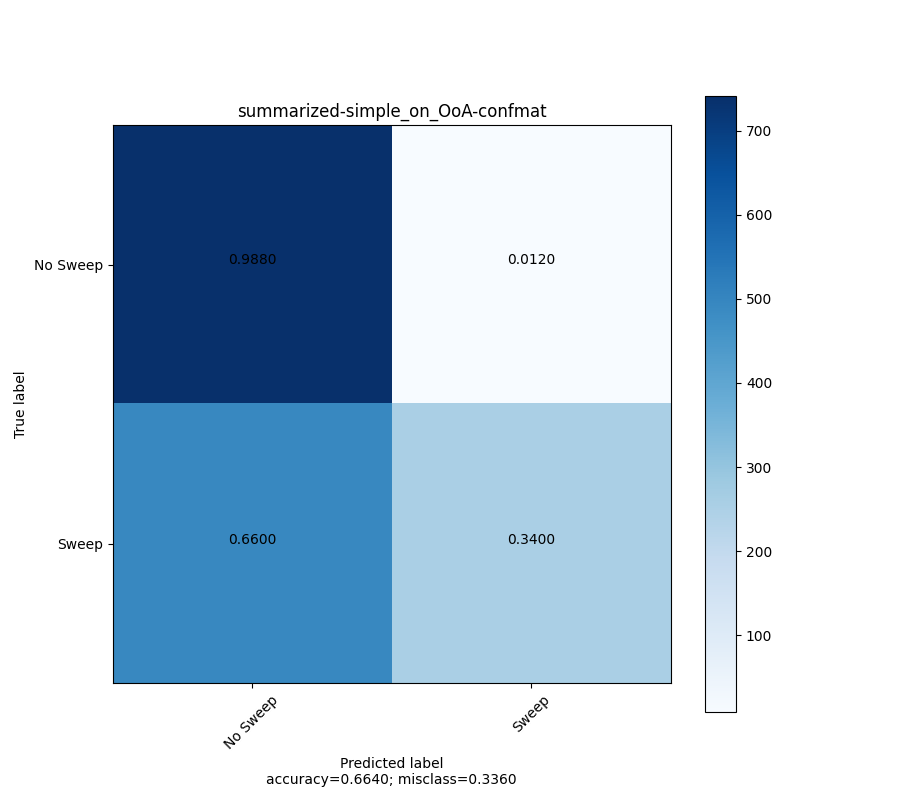 summarized-simple_on_OoA-confmat
No Sweep
0.9880
0.0120
Sweep
0.6600
0.3400
True label
No Sweep
Sweep
Predicted label
accuracy=0.6640; misclass=0.3360
700
600
500
400
300
200
100